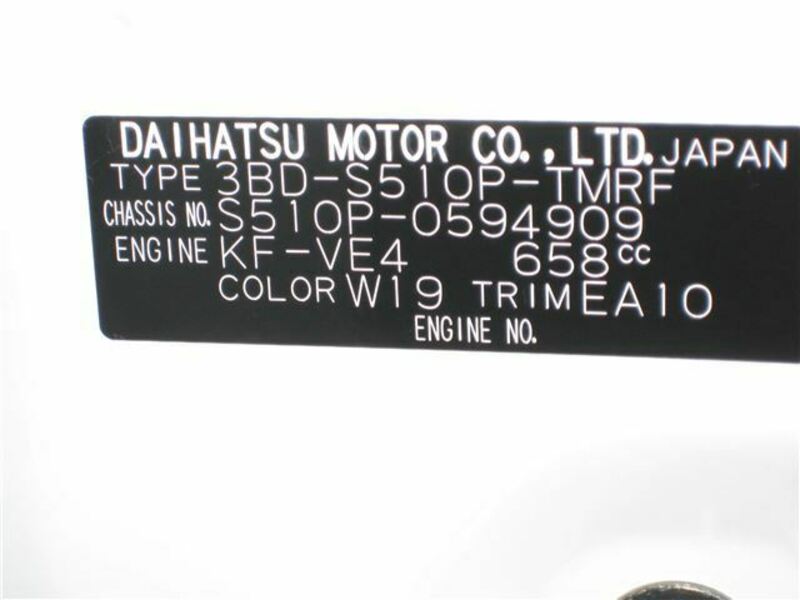 DAIHATSU MOTOR CO.,LTD. JAPAN
TYPE 3BD-S510P-TMRF
CHASSIS NO. S510P-0594909
ENGINE KF-VE4 658cc
COLOR W19 TRIM EA10
ENGINE NO.